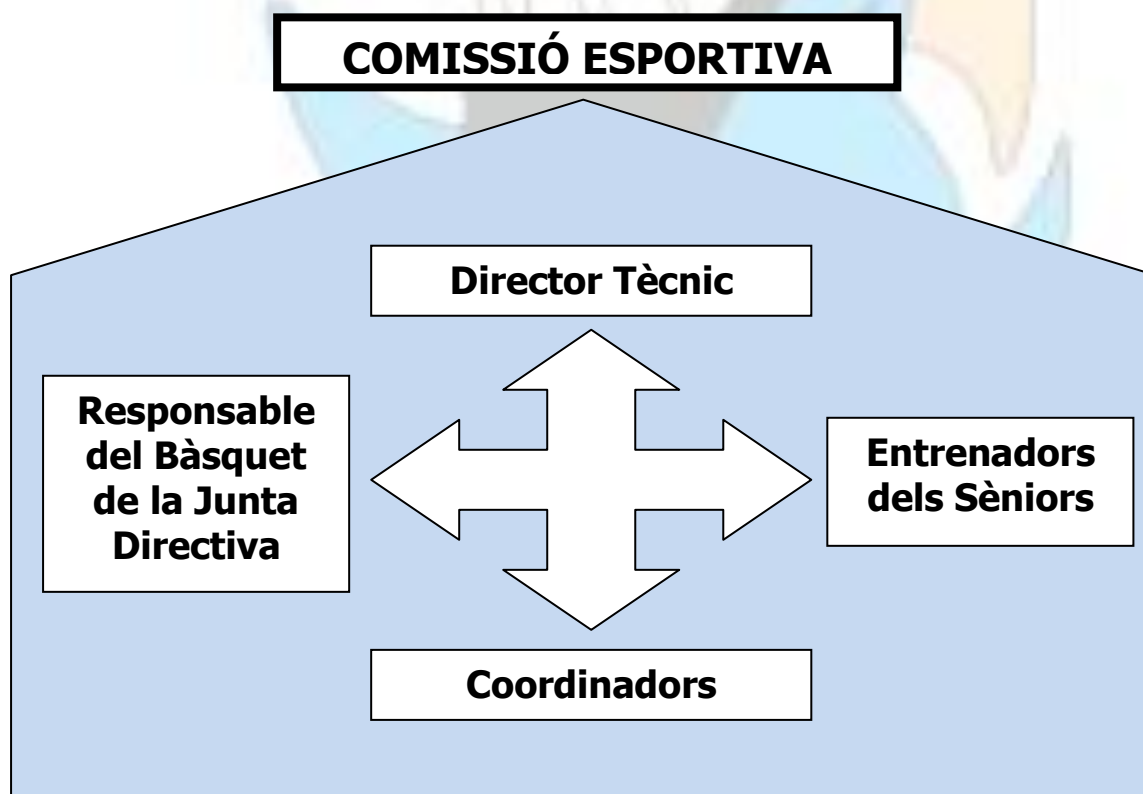 COMISSIÓ ESPORTIVA
Director Tècnic
Responsable
del Bàsquet
de la Junta
Directiva
Entrenadors
dels Sèniors
Coordinadors